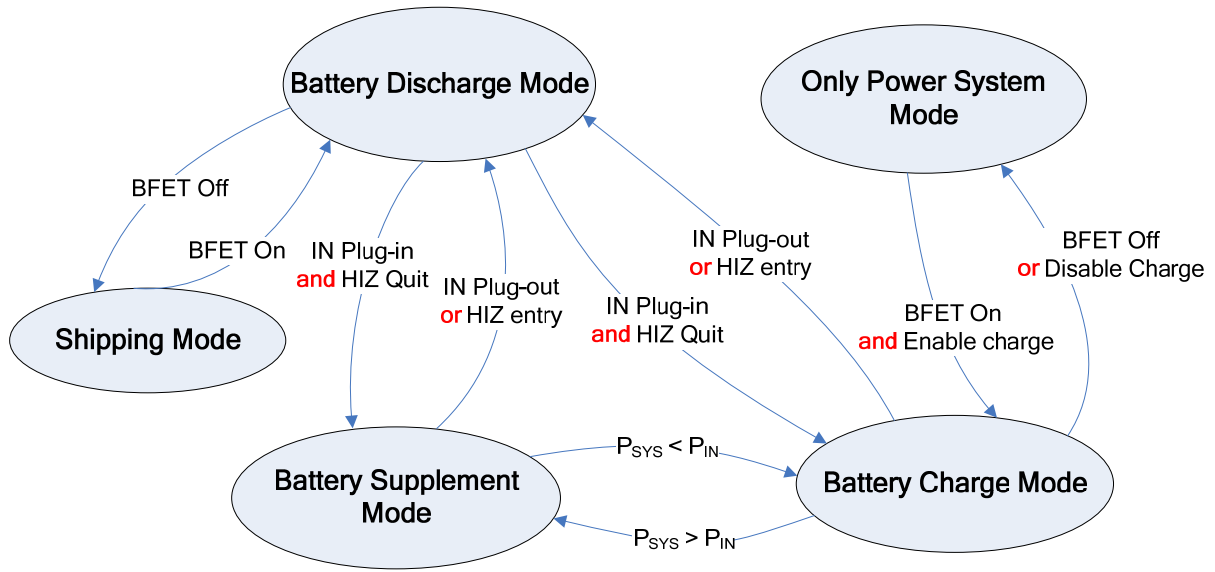 Battery Discharge Mode
Only Power System
Mode
BFET Off
BFET On
IN Plug-in
and HIZ Quit
IN Plug-out
or HIZ entry
IN Plug-in
and HIZ Quit
IN Plug-out
or HIZ entry
BFET Off
or Disable Charge
BFET On
and Enable charge
Shipping Mode
PSYS < PIN
Battery Supplement
Mode
Battery Charge Mode
PSYS > PIN